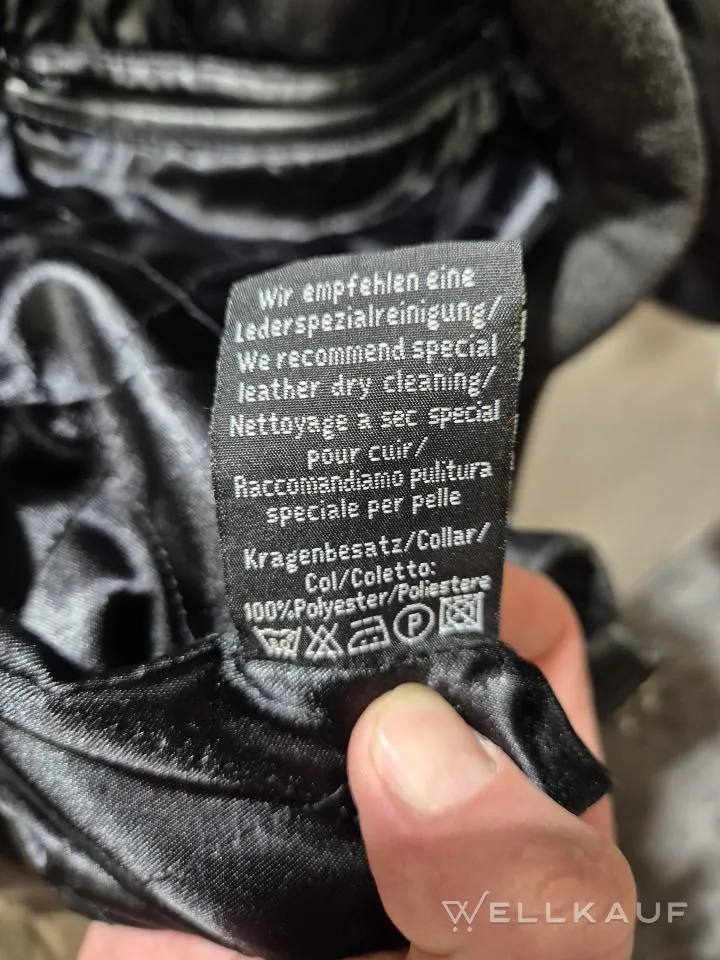 Wir empfehlen eine
Lederspezialreinigung/
We recommend special
leather dry cleaning/
Nettoyage a sec special
pour cuir/
Raccomandiamo pulitura
speciale per pelle
Kragenbesatz/Collar/
Col/Coletto:
100%Polyester/Poliestere
P
WELLKAUF